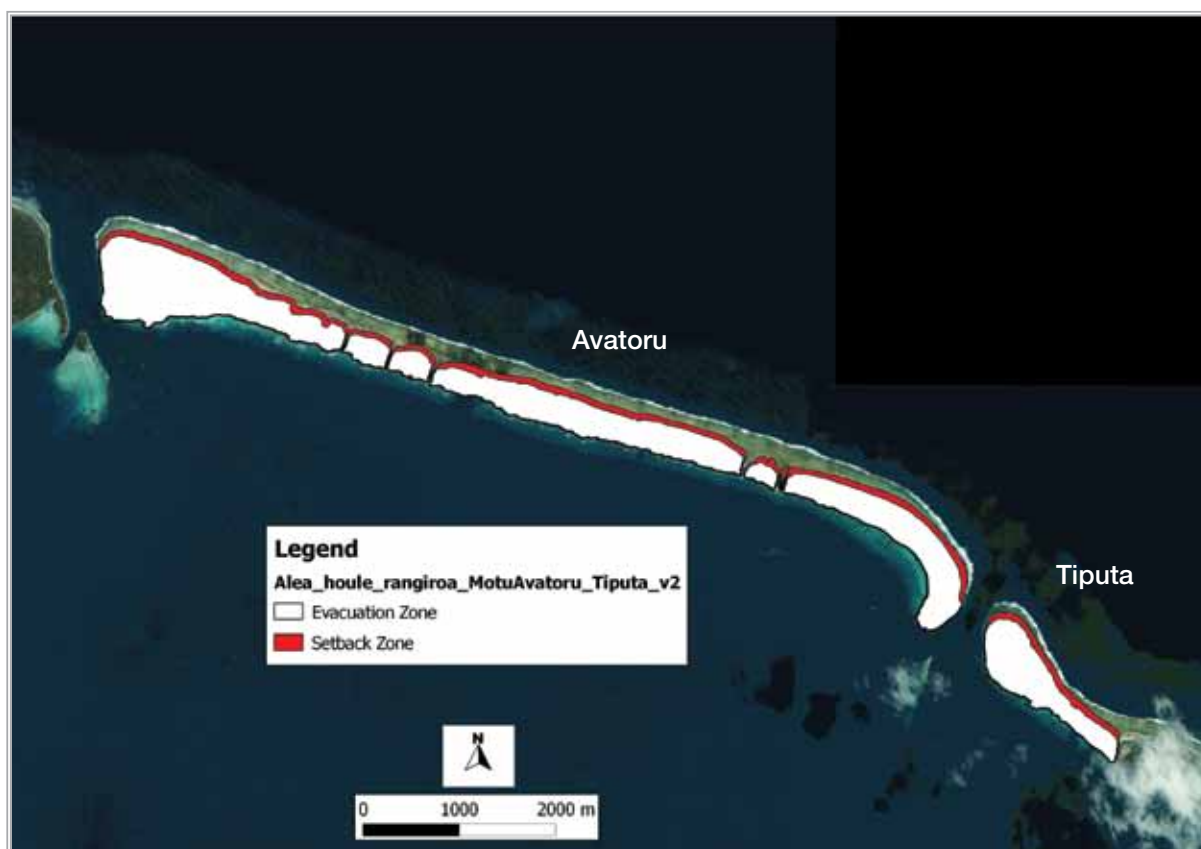 Avatoru
Tiputa
Legend
Alea_houle_rangiroa_MotuAvatoru_Tiputa_v2
Evacuation Zone
Setback Zone
N
0 1000 2000 m